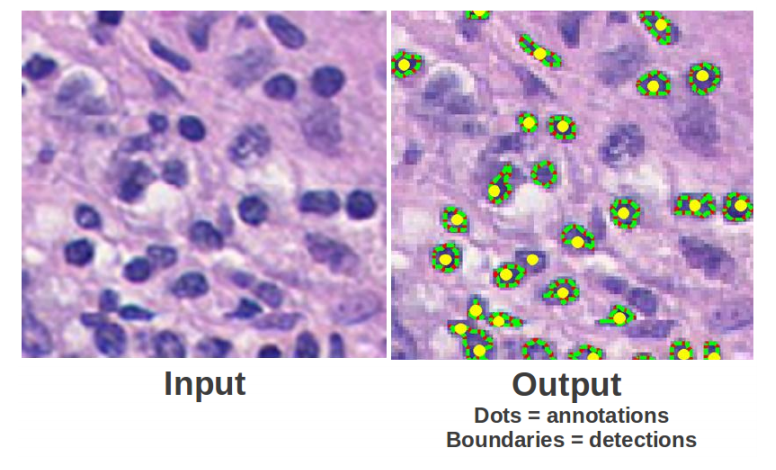 Input
Output
Dots = annotations
Boundaries = detections